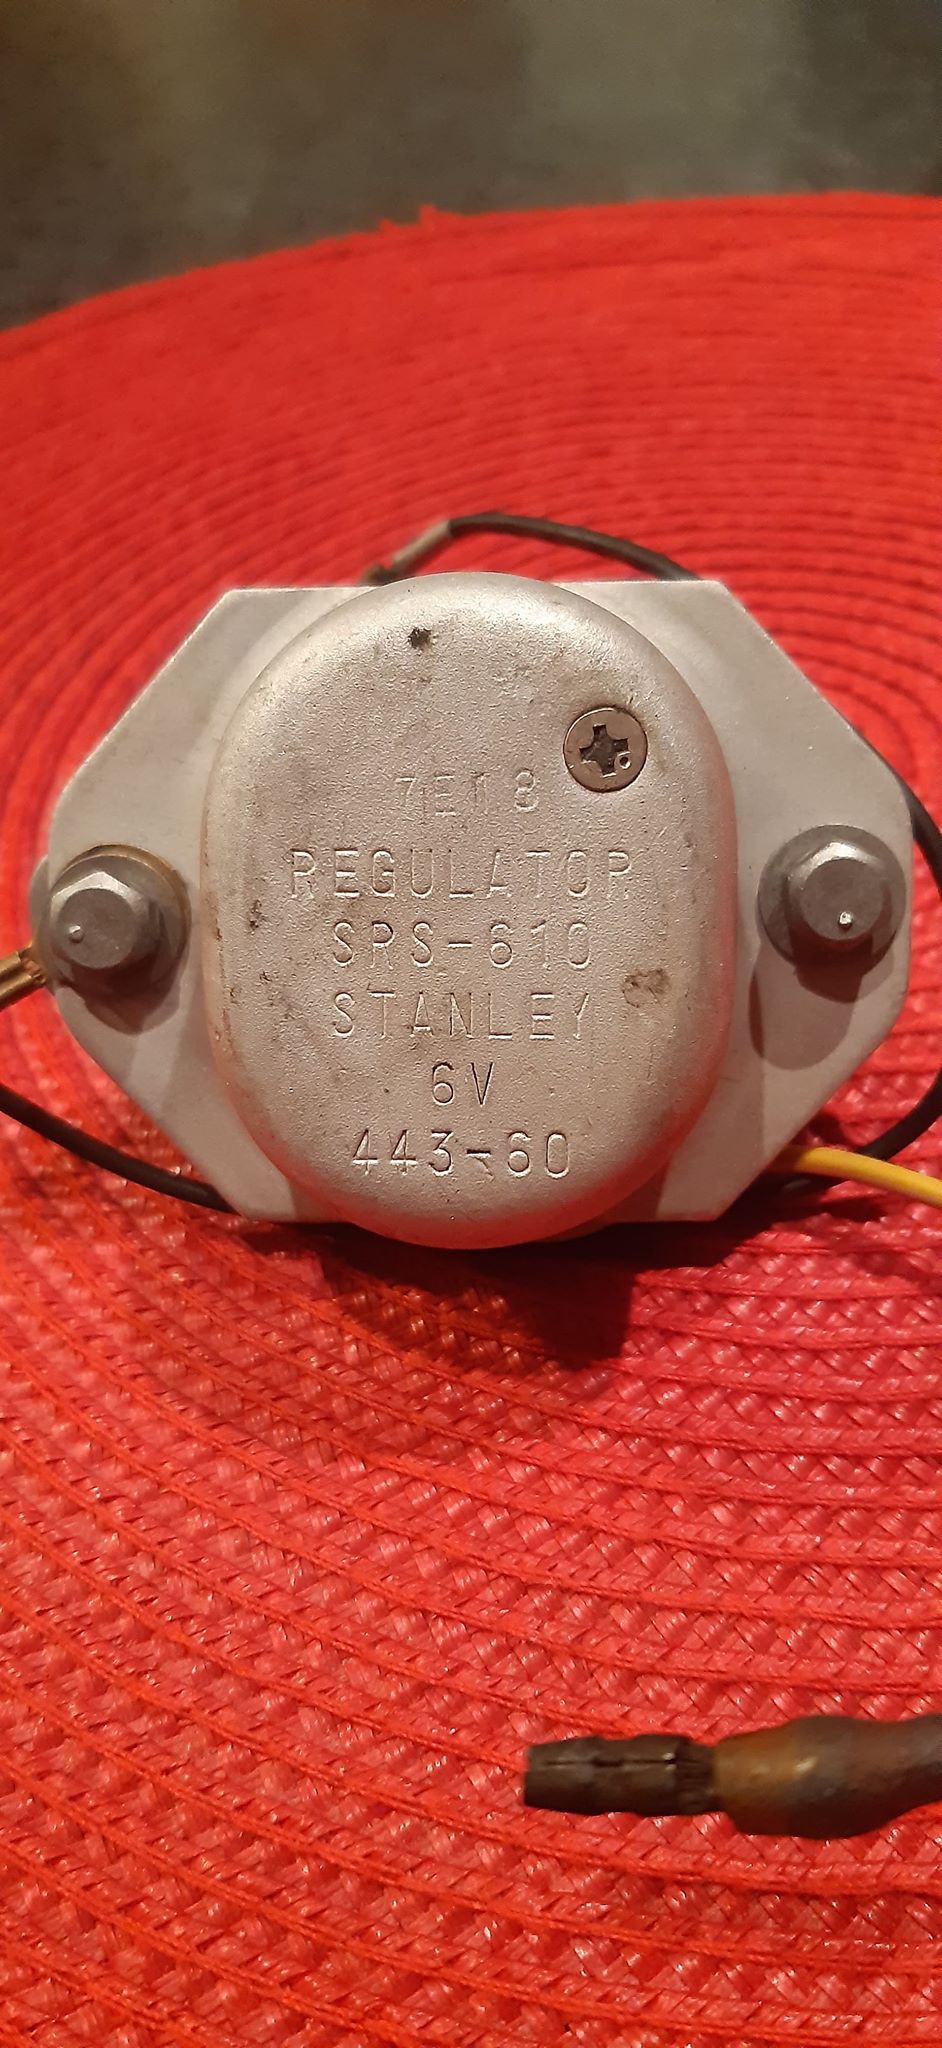 7E18
REGULATOR
SRS-610
STANLEY
6V
443-60